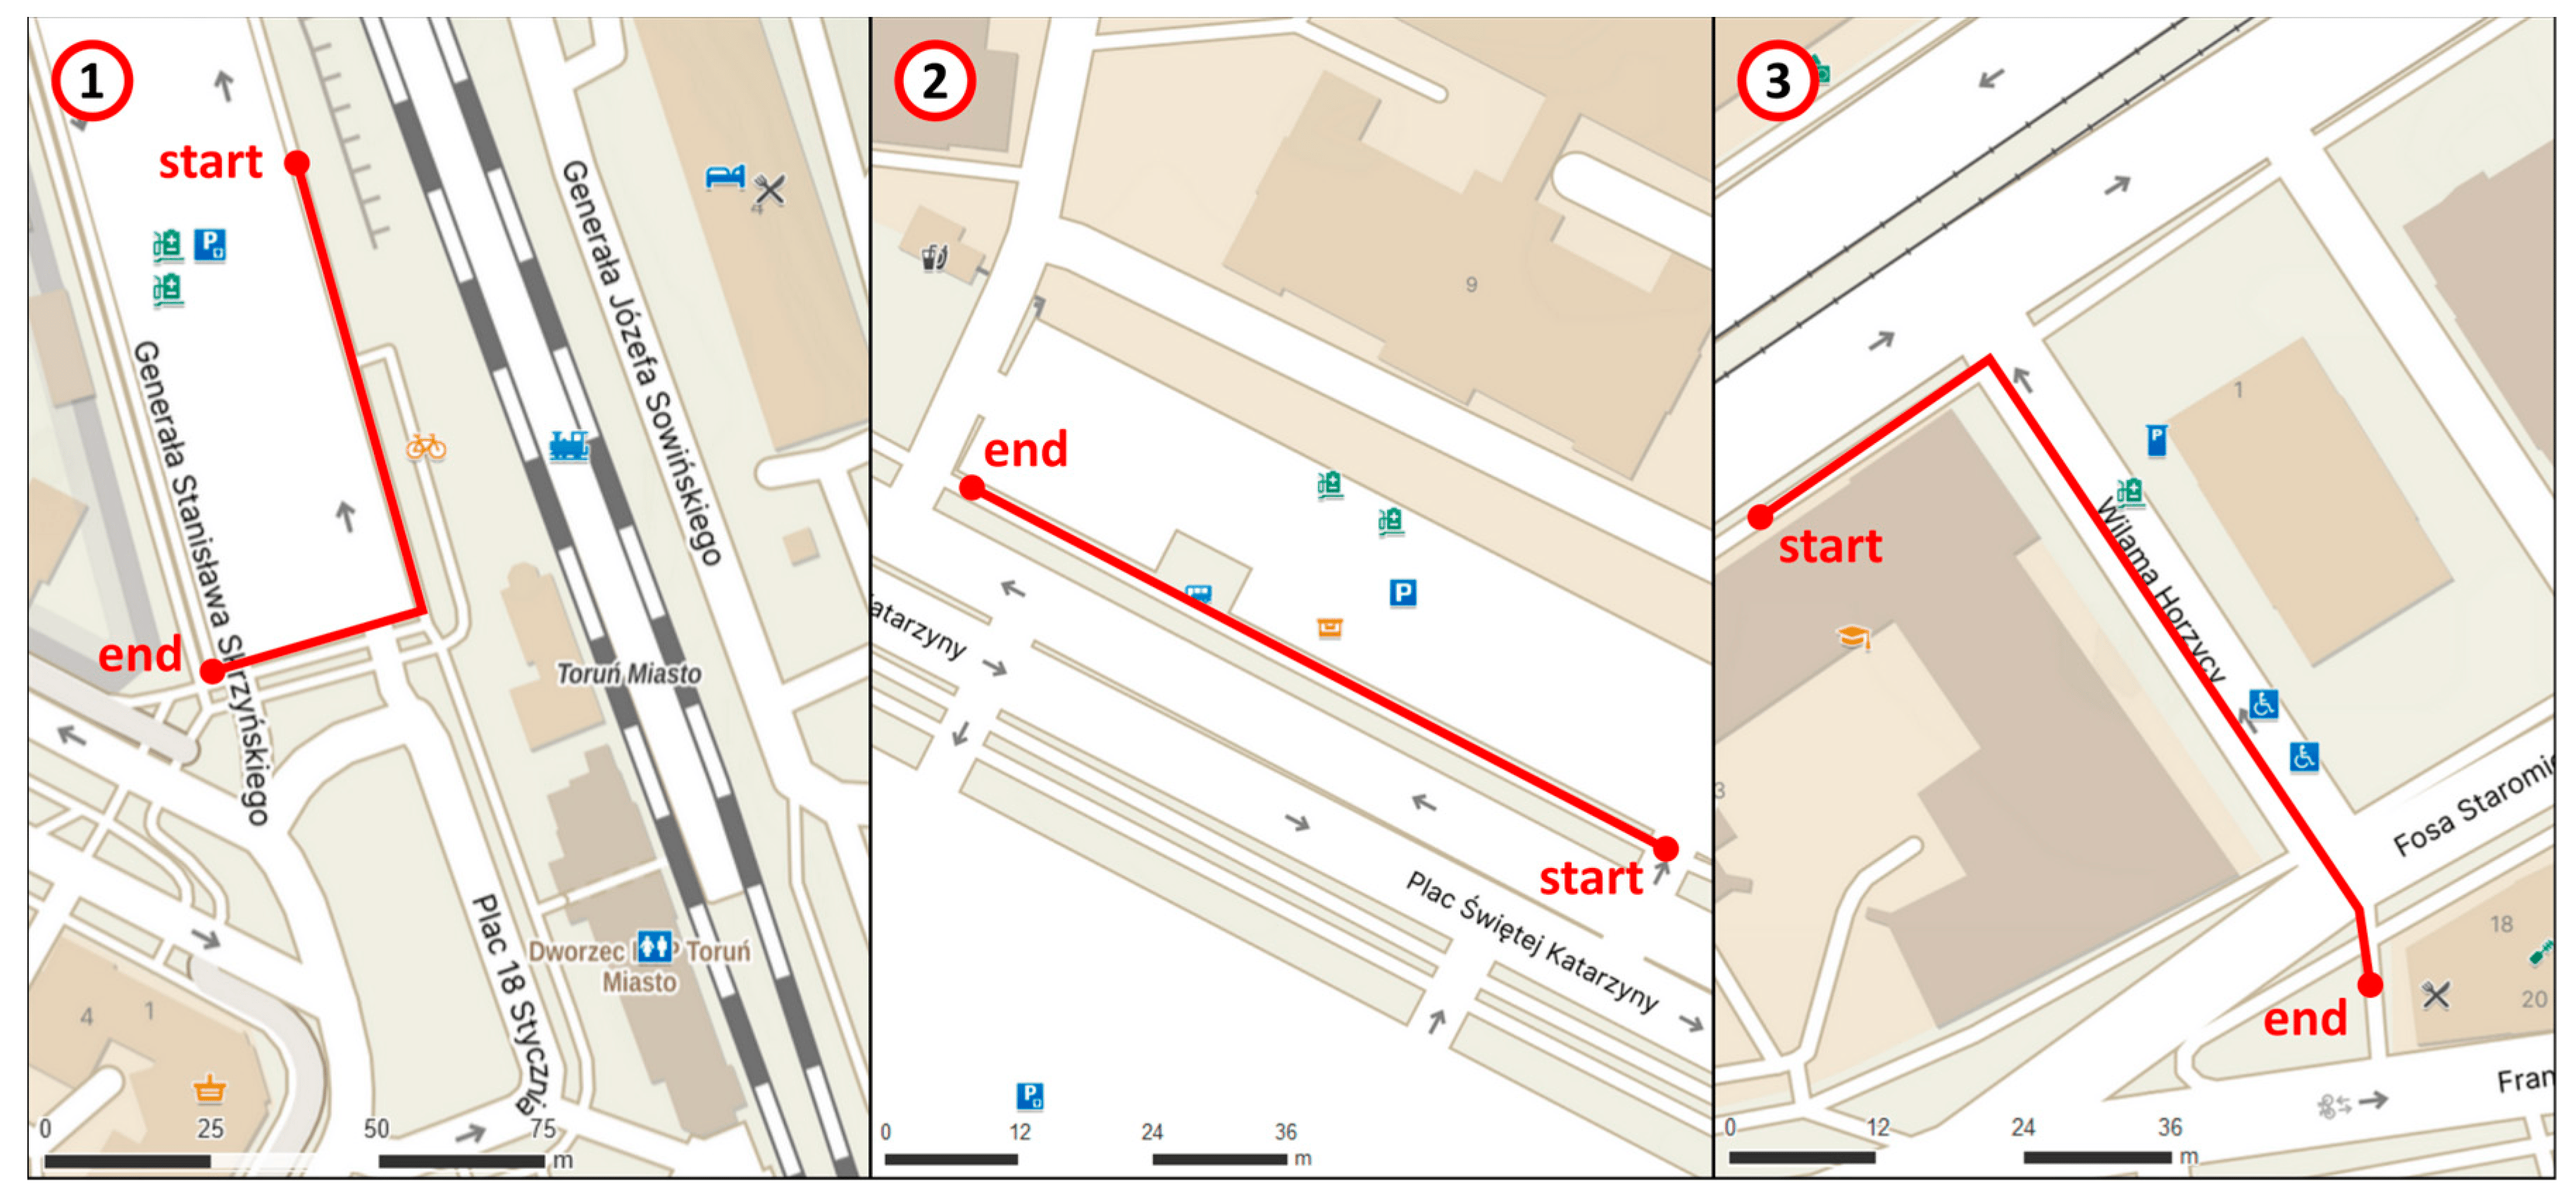 1
start
4
P
Generała Józefa Sowińskiego
Generała Stanisława Skrzyńskiego
end
Toruń Miasto
Plac 18 Stycznia
Dworzec
Toruń
Miasto
4
1
0 25 50 75
m
2
9
end
P
atarzyny
start
Plac Świętej Katarzyny
P
0 12 24 36
m
3
1
P
start
Wilama Horzycy
3
Fosa Staromie
18
20
end
Fran
0 12 24 36
m